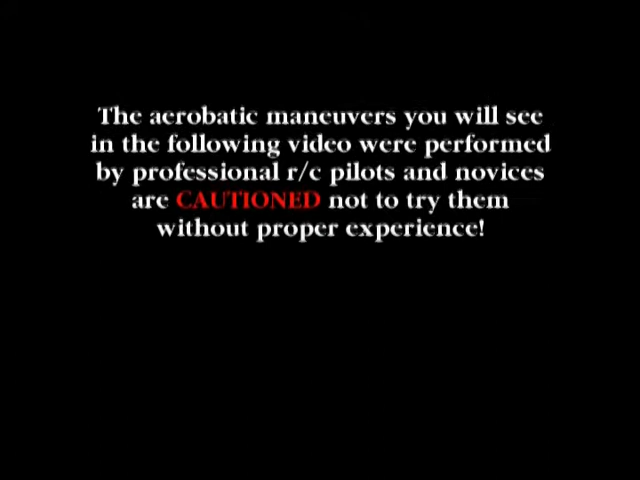 The aerobatic maneuvers you will see
in the following video were performed
by professional r/c pilots and novices
are CAUTIONED not to try them
without proper experience!